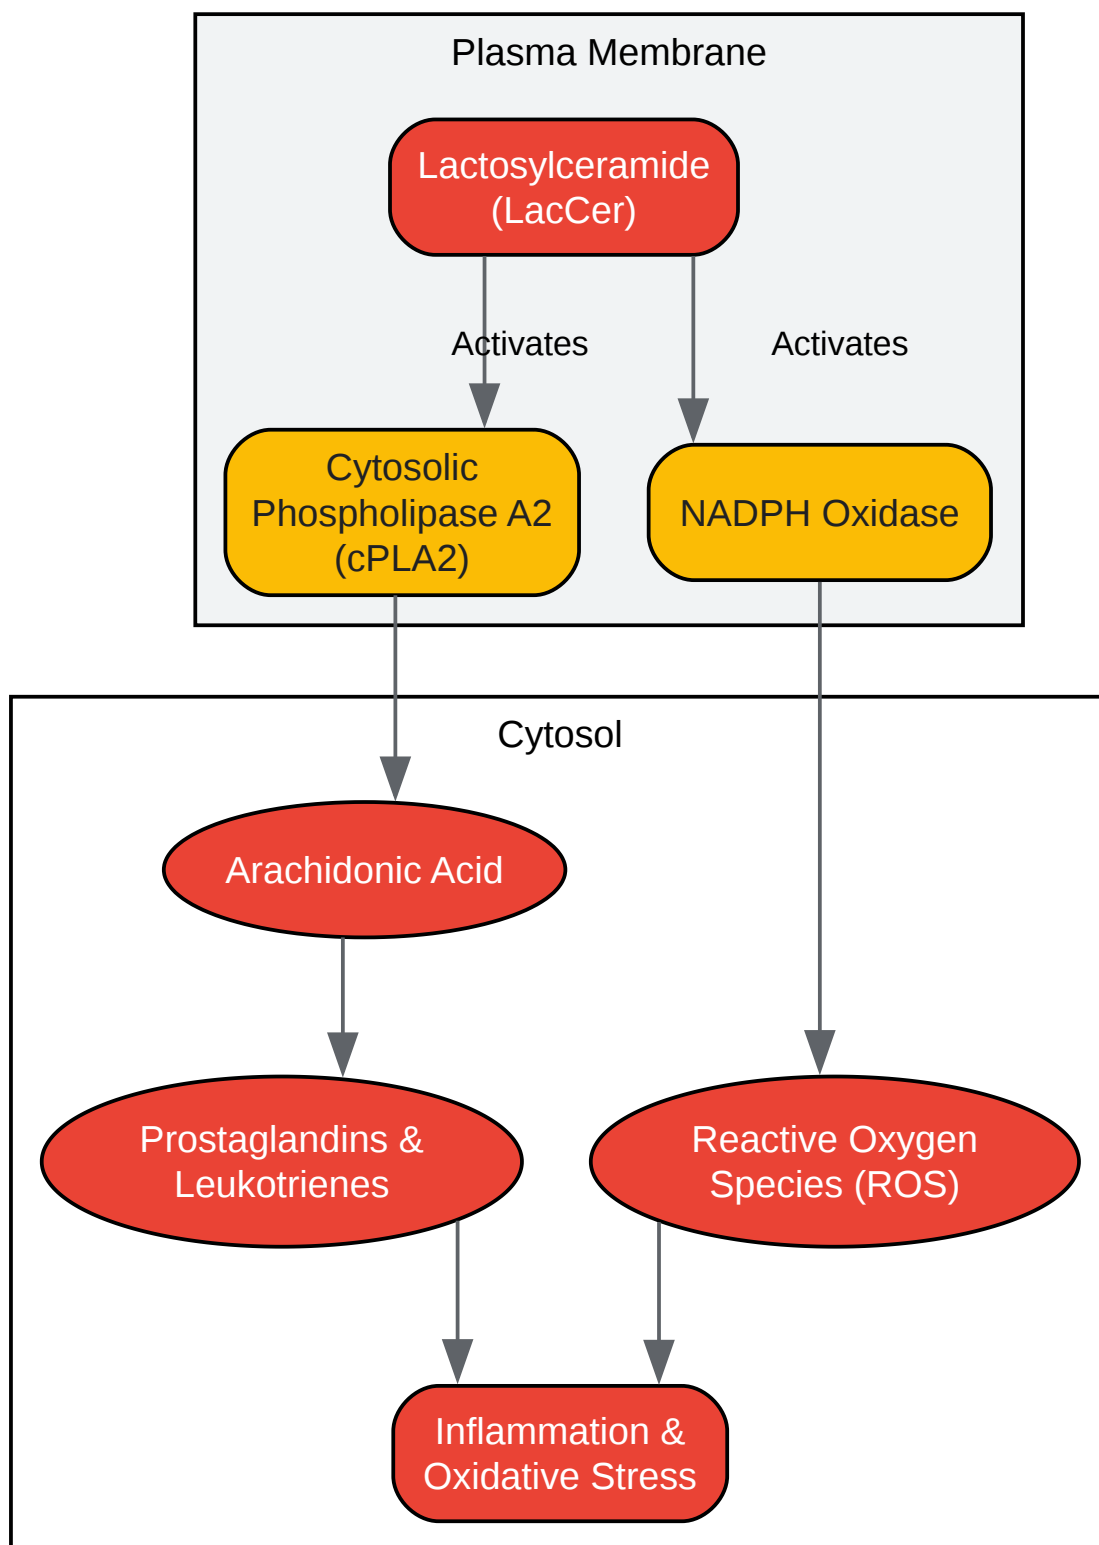 Plasma Membrane
Lactosylceramide
(LacCer)
Activates
Activates
Cytosolic
Phospholipase A2
(cPLA2)
NADPH Oxidase
Cytosol
Arachidonic Acid
Prostaglandins &
Leukotrienes
Reactive Oxygen
Species (ROS)
Inflammation &
Oxidative Stress